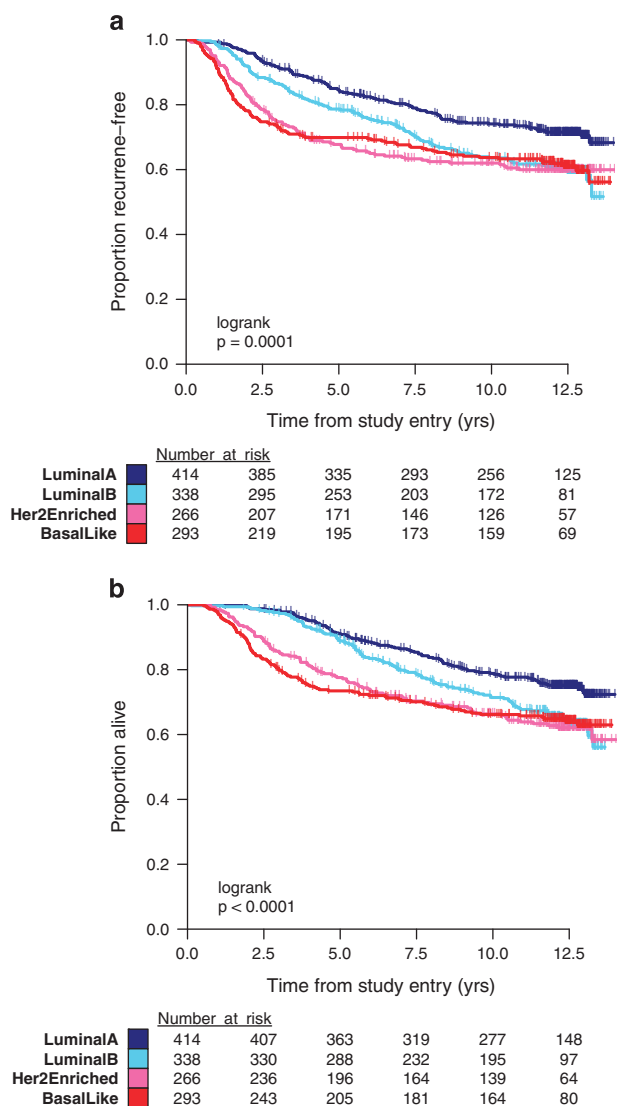 a
1.0
0.8
0.6
0.4
0.2
0.0
Proportion recurrene–free
logrank
p = 0.0001
0.0 2.5 5.0 7.5 10.0 12.5
Time from study entry (yrs)
Number at risk
LuminalA 414 385 335 293 256 125
LuminalB 338 295 253 203 172 81
Her2Enriched 266 207 171 146 126 57
BasalLike 293 219 195 173 159 69
b
1.0
0.8
0.6
0.4
0.2
0.0
Proportion alive
logrank
p < 0.0001
0.0 2.5 5.0 7.5 10.0 12.5
Time from study entry (yrs)
Number at risk
LuminalA 414 407 363 319 277 148
LuminalB 338 330 288 232 195 97
Her2Enriched 266 236 196 164 139 64
BasalLike 293 243 205 181 164 80